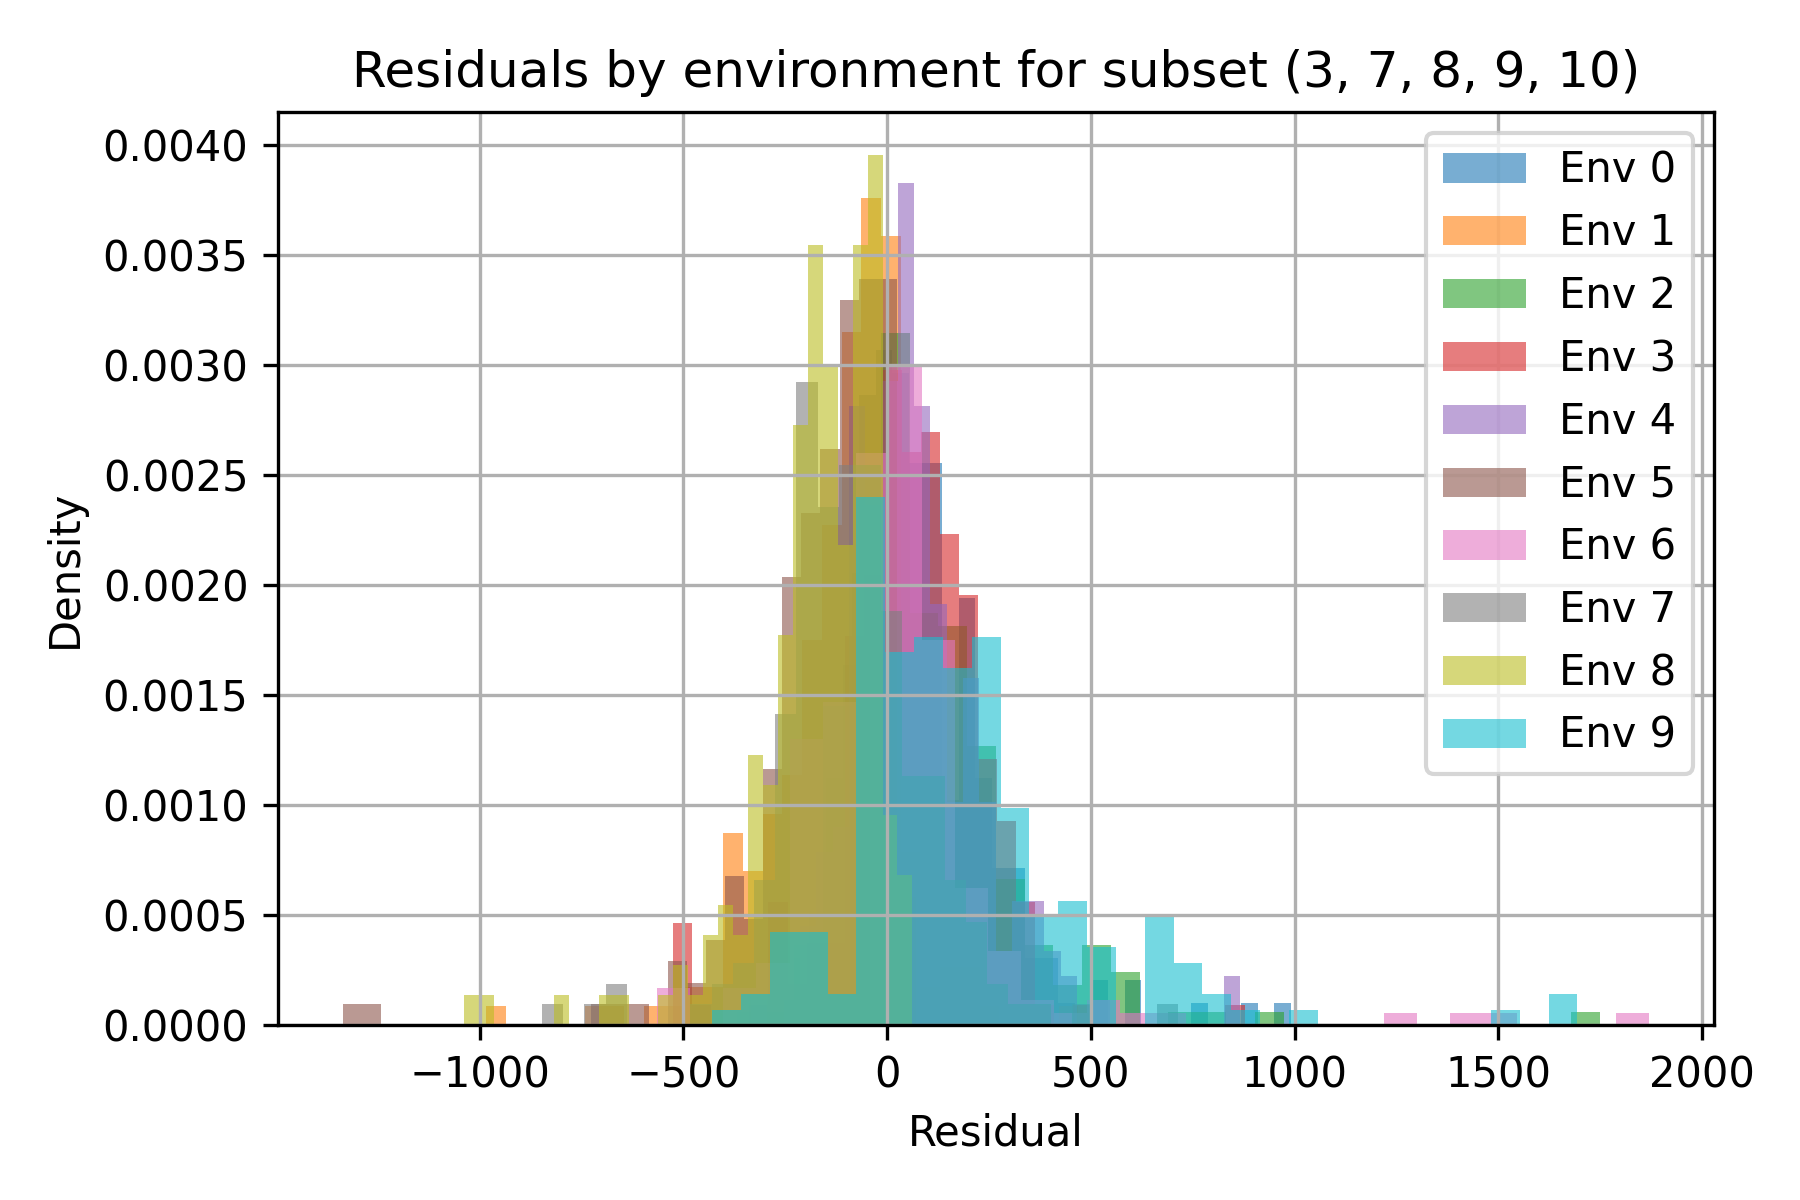 Residuals by environment for subset (3, 7, 8, 9, 10)
0.0040
0.0035
0.0030
0.0025
0.0020
0.0015
0.0010
0.0005
0.0000
Density
Env 0
Env 1
Env 2
Env 3
Env 4
Env 5
Env 6
Env 7
Env 8
Env 9
−1000 −500 0 500 1000 1500 2000
Residual